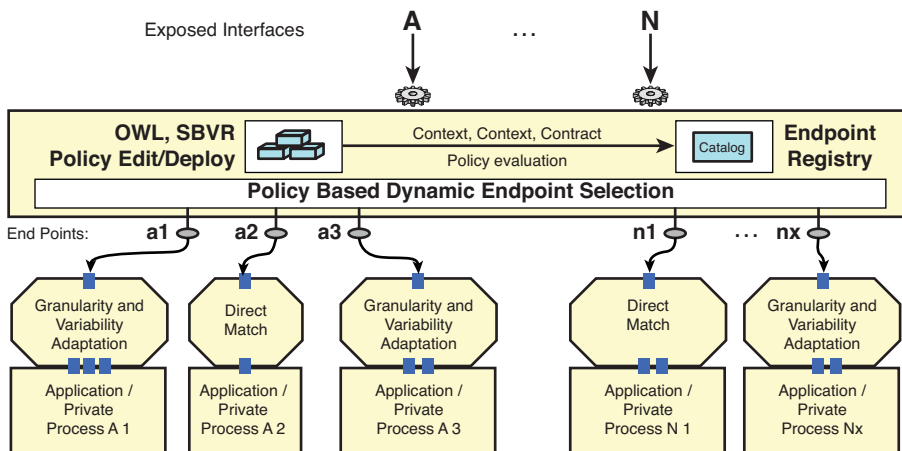 Exposed Interfaces
A
...
N
OWL, SBVR
Policy Edit/Deploy
Context, Context, Contract
Policy evaluation
Catalog
Endpoint
Registry
Policy Based Dynamic Endpoint Selection
End Points:
a1
a2
a3
n1
...
nx
Granularity and
Variability
Adaptation
Direct
Match
Granularity and
Variability
Adaptation
Direct
Match
Granularity and
Variability
Adaptation
Application /
Private
Process A 1
Application /
Private
Process A 2
Application /
Private
Process A 3
Application /
Private
Process N 1
Application /
Private
Process Nx